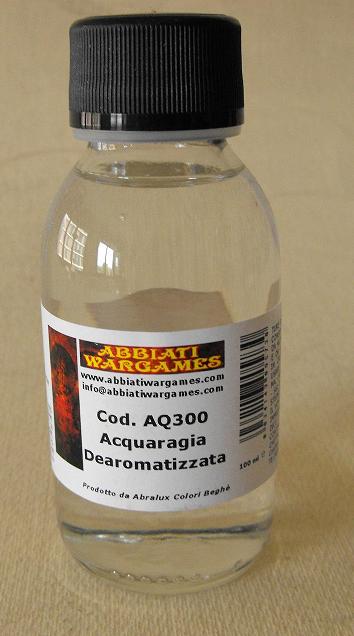 ABBIATI
WARGAMES
www.abbiatiwargames.com
info@abbiatiwargames.com
Cod. AQ300
Acquaragia
Dearomatizzata
100 ml
Prodotto da Abralux Colori Beghè